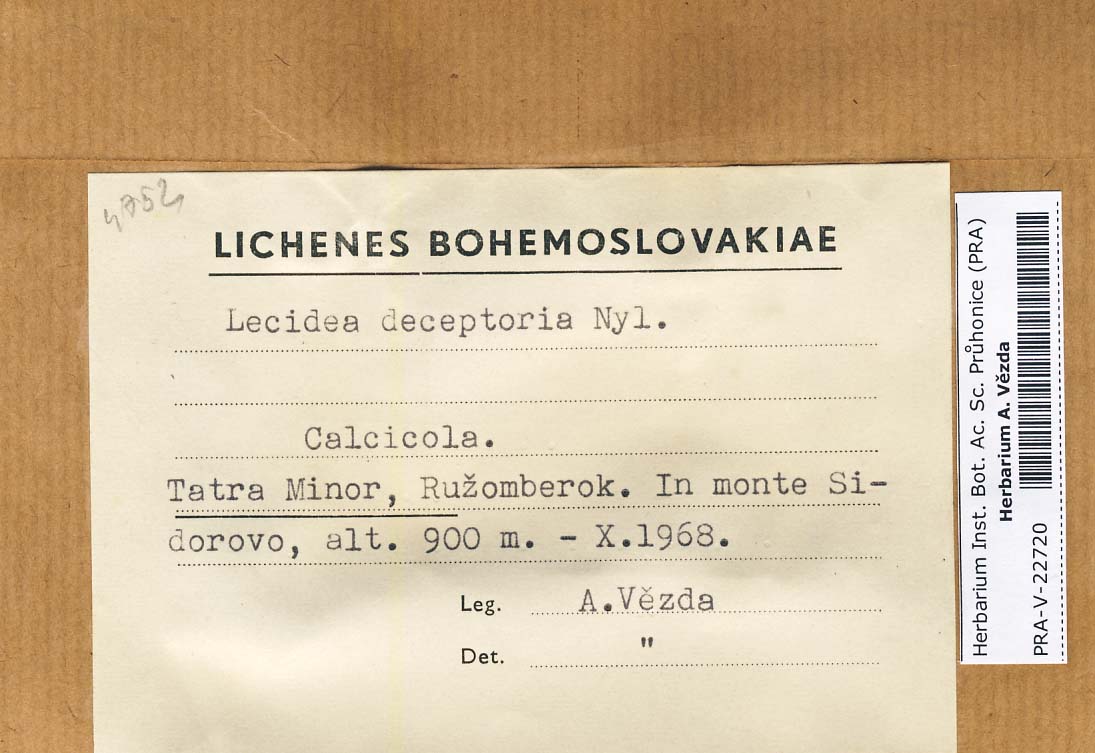 4752
LICHENES BOHEMOSLOVAKIAE
Lecidea deceptoria Nyl.
Calcicola.
Tatra Minor, Ružomberok. In monte Si-
dorovo, alt. 900 m. - X.1968.
Leg. A.Vězda
Det. "
Herbarium Inst. Bot. Ac. Sc. Průhonice (PRA)
Herbarium A. Vězda
PRA-V-22720